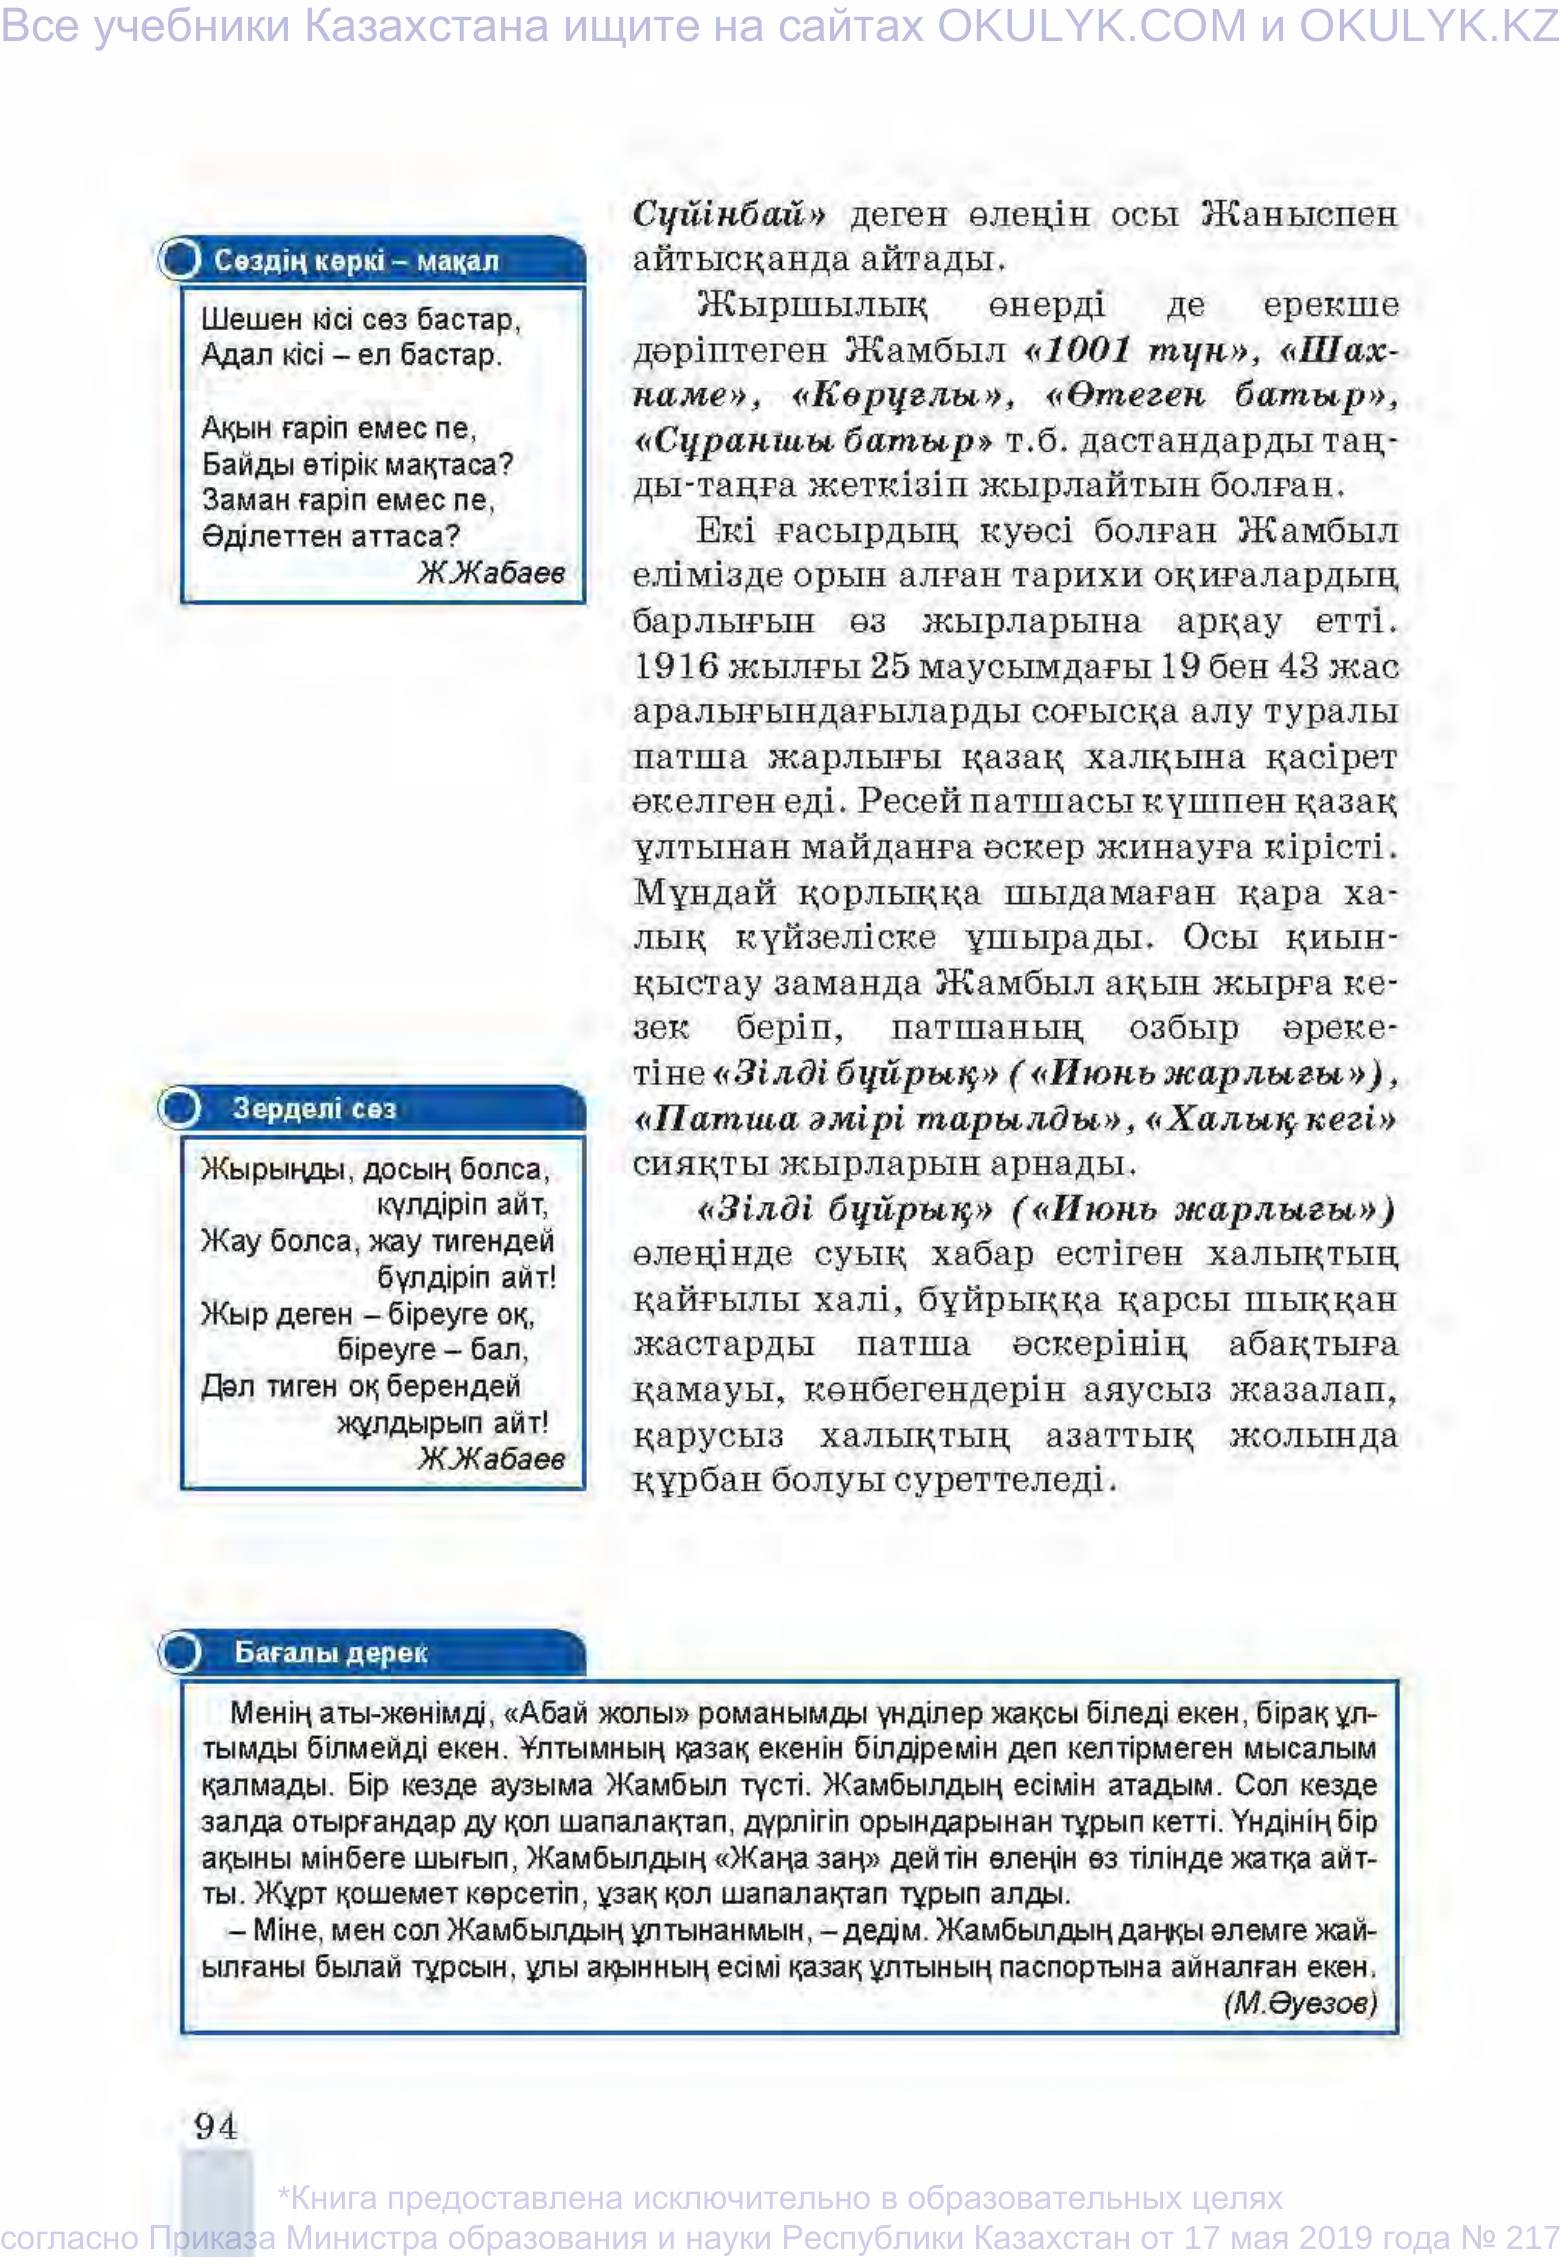 Все учебники Казахстана ищите на сайтах OKULYK.COM и OKULYK.KZ
Сөздің көркі – мақал
Шешен кісі сөз бастар,
Адал кісі – ел бастар.
Ақын ғаріп емес пе,
Байды өтірік мақтаса?
Заман ғаріп емес пе,
Әділеттен аттаса?
Ж.Жабаев
Зерделі сөз
Жырыңды, досың болса,
күлдіріп айт,
Жау болса, жау тигендей
бүлдіріп айт!
Жыр деген – біреуге оқ,
біреуге – бал,
Дәл тиген оқ берендей
жұлдырып айт!
Ж.Жабаев
Сүйінбай» деген өлеңін осы Жаныспен
айтысқанда айтады.
Жыршылық өнерді де ерекше
дәріптеген Жамбыл «1001 түн», «Шах-
наме», «Көрұғлы», «Өтеген батыр»,
«Сұраншы батыр» т.б. дастандарды таң-
ды-таңға жеткізіп жырлайтын болған.
Екі ғасырдың куәсі болған Жамбыл
елімізде орын алған тарихи оқиғалардың
барлығын өз жырларына арқау етті.
1916 жылғы 25 маусымдағы 19 бен 43 жас
аралығындағыларды соғысқа алу туралы
патша жарлығы қазақ халқына қасірет
әкелген еді. Ресей патшасы күшпен қазақ
ұлтынан майданға әскер жинауға кірісті.
Мұндай қорлыққа шыдамаған қара ха-
лық күйзеліске ұшырады. Осы қиын-
қыстау заманда Жамбыл ақын жырға ке-
зек беріп, патшаның озбыр әреке-
тіне «Зілді бұйрық» («Июнь жарлығы»),
«Патша әмірі тарылды», «Халық кегі»
сияқты жырларын арнады.
«Зілді бұйрық» («Июнь жарлығы»)
өлеңінде суық хабар естіген халықтың
қайғылы халі, бұйрыққа қарсы шыққан
жастарды патша әскерінің абақтыға
қамауы, көнбегендерін аяусыз жазалап,
қарусыз халықтың азаттық жолында
құрбан болуы суреттеледі.
Бағалы дерек
Менің аты-жөнімді, «Абай жолы» романымды үнділер жақсы біледі екен, бірақ ұл-
тымды білмейді екен. Ұлтымның қазақ екенін білдіремін деп келтірмеген мысалым
қалмады. Бір кезде аузыма Жамбыл түсті. Жамбылдың есімін атадым. Сол кезде
залда отырғандар ду қол шапалақтап, дүрлігіп орындарынан тұрып кетті. Үндінің бір
ақыны мінбеге шығып, Жамбылдың «Жаңа заң» дейтін өлеңін өз тілінде жатқа айт-
ты. Жұрт қошемет көрсетіп, ұзақ қол шапалақтап тұрып алды.
– Міне, мен сол Жамбылдың ұлтынанмын, – дедім. Жамбылдың даңқы әлемге жай-
ылғаны былай тұрсын, ұлы ақынның есімі қазақ ұлтының паспортына айналған екен.
(М.Әуезов)
94
*Книга предоставлена исключительно в образовательных целях
согласно Приказа Министра образования и науки Республики Казахстан от 17 мая 2019 года № 217